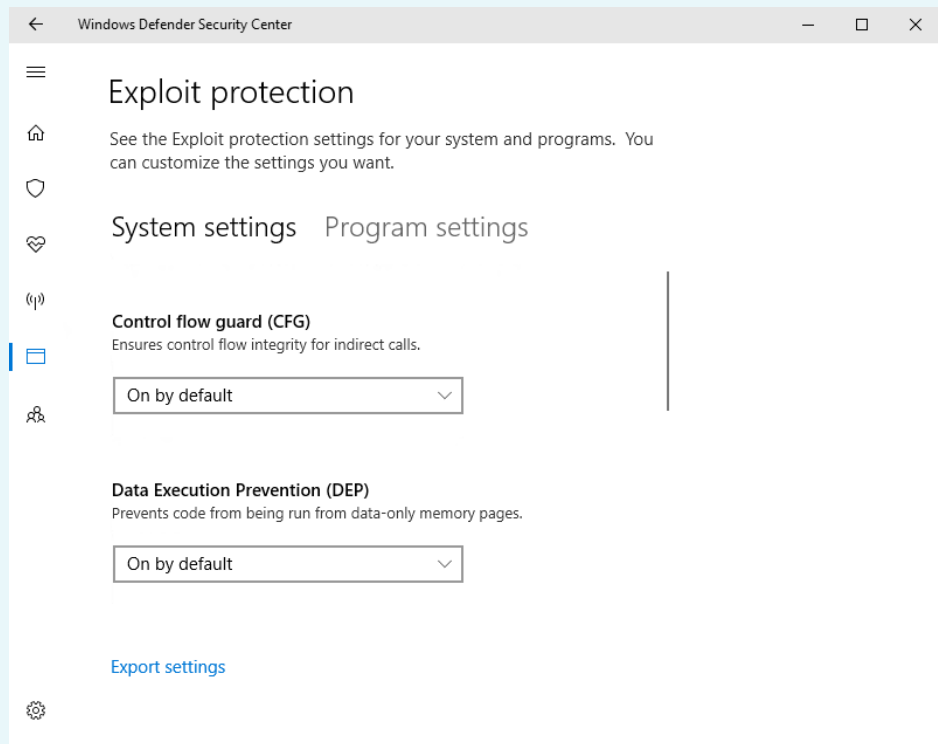 Windows Defender Security Center
Exploit protection
See the Exploit protection settings for your system and programs.  You
can customize the settings you want.
System settings Program settings
Control flow guard (CFG)
Ensures control flow integrity for indirect calls.
On by default
Data Execution Prevention (DEP)
Prevents code from being run from data-only memory pages.
On by default
Export settings